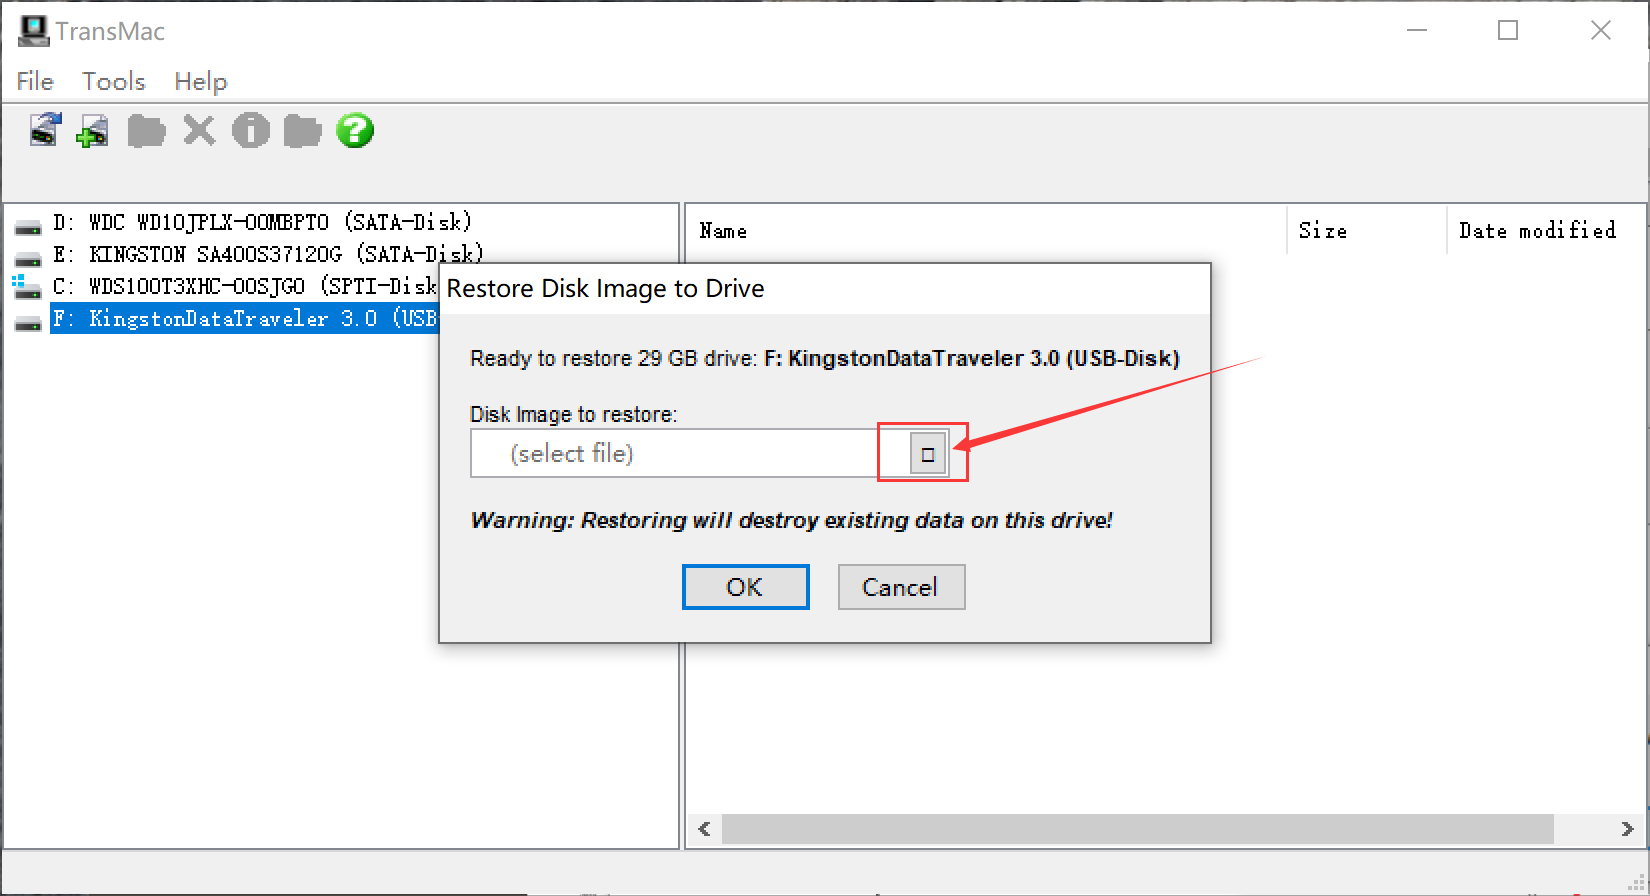 TransMac
File Tools Help
D: WDC WD10JPLX-00MBPT0 (SATA-Disk)
E: KINGSTON SA400S37120G (SATA-Disk)
C: WDS100T3XHC-00SJG0 (SPTI-Disk
F: KingstonDataTraveler 3.0 (USB
Name Size Date modified
Restore Disk Image to Drive
Ready to restore 29 GB drive: F: KingstonDataTraveler 3.0 (USB-Disk)
Disk Image to restore:
(select file)
Warning: Restoring will destroy existing data on this drive!
OK Cancel